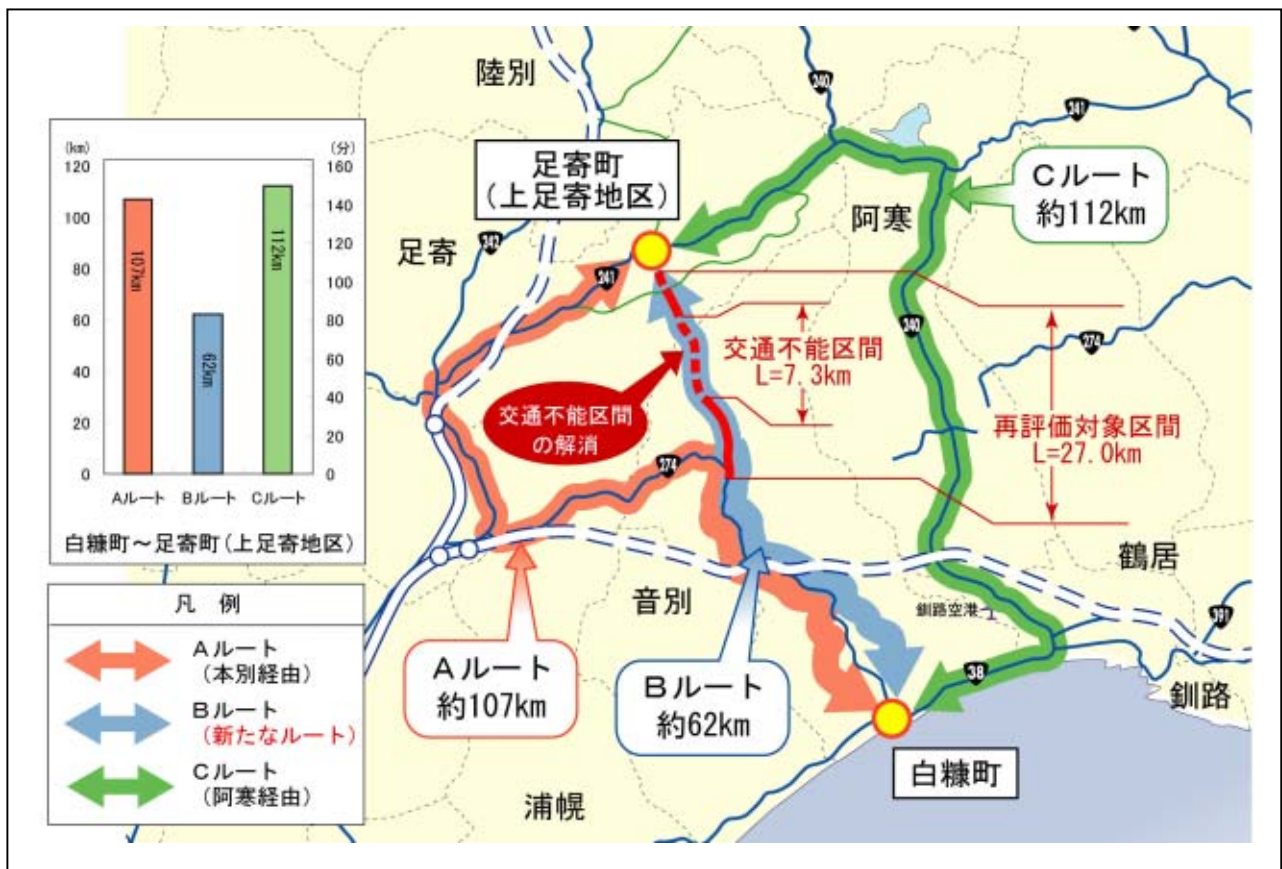 (km)
(分)
120
100
80
60
40
20
0
160
140
120
100
80
60
40
20
0
107km
62km
112km
Aルート
Bルート
Cルート
白糠町～足寄町(上足寄地区)
凡 例
Aルート
(本別経由)
Bルート
(新たなルート)
Cルート
(阿寒経由)
陸別
240
241
足寄町
(上足寄地区)
Cルート
約112km
阿寒
足寄
242
241
240
274
交通不能区間
L=7.3km
交通不能区間
の解消
再評価対象区間
L=27.0km
274
鶴居
音別
釧路空港
391
Aルート
約107km
Bルート
約62km
38
釧路
白糠町
浦幌